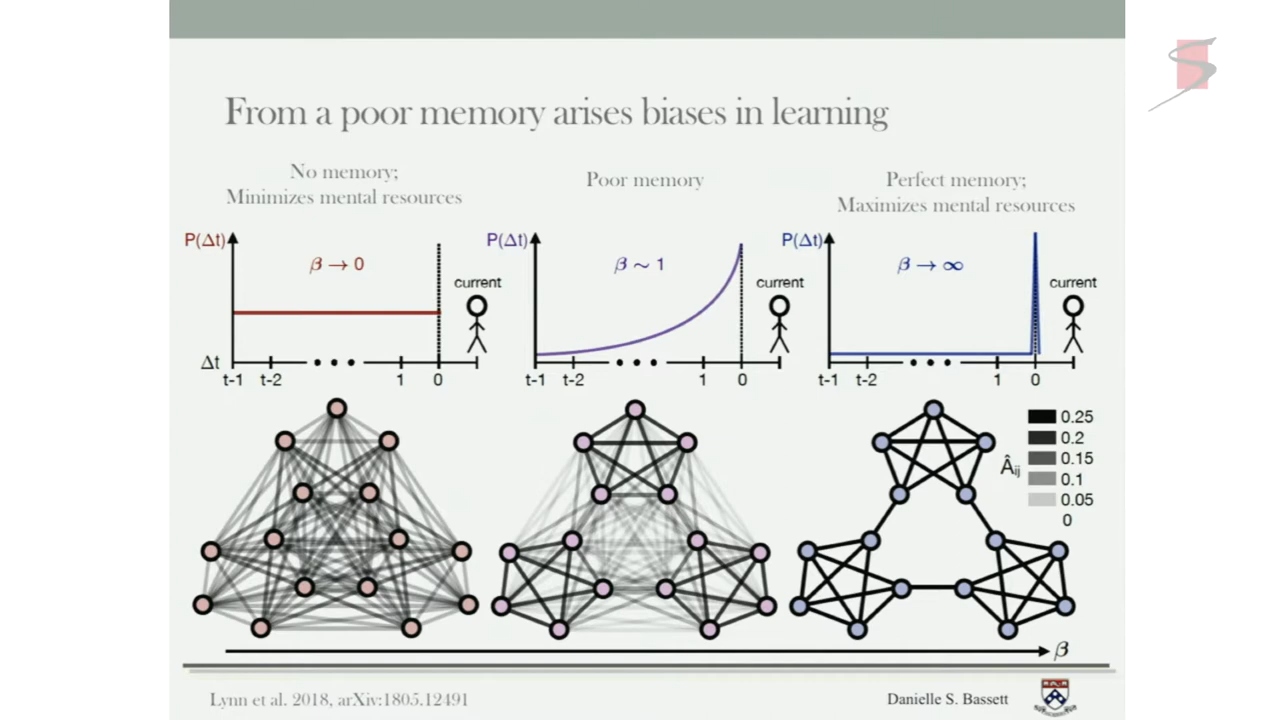 From a poor memory arises biases in learning
No memory;
Minimizes mental resources
Poor memory
Perfect memory;
Maximizes mental resources
P(Δt)
β → 0
current
Δt
t-1 t-2 • • • 1 0
P(Δt)
β ~ 1
current
t-1 t-2 • • • 1 0
P(Δt)
β → ∞
current
t-1 t-2 • • • 1 0
Âij
0.25
0.2
0.15
0.1
0.05
0
β
Lynn et al. 2018, arXiv:1805.12491
Danielle S. Bassett